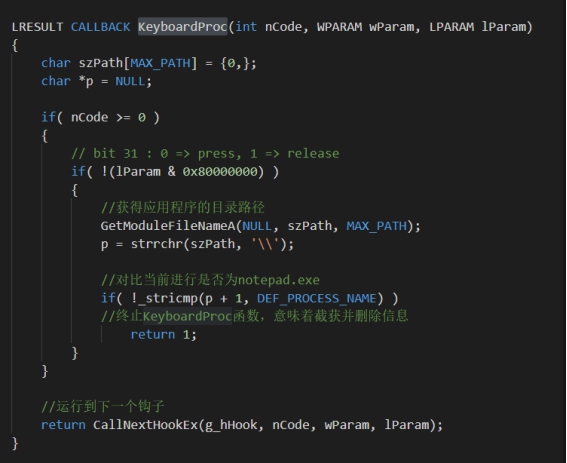 LRESULT CALLBACK KeyboardProc(int nCode, WPARAM wParam, LPARAM lParam)
{
char szPath[MAX_PATH] = {0,};
char *p = NULL;
if( nCode >= 0 )
{
// bit 31 : 0 => press, 1 => release
if( !(lParam & 0x80000000) )
{
//获得应用程序的目录路径
GetModuleFileNameA(NULL, szPath, MAX_PATH);
p = strrchr(szPath, '\\');
//对比当前进行是否为notepad.exe
if( !_stricmp(p + 1, DEF_PROCESS_NAME) )
//终止KeyboardProc函数，意味着截获并删除信息
return 1;
}
}
//运行到下一个钩子
return CallNextHookEx(g_hHook, nCode, wParam, lParam);
}